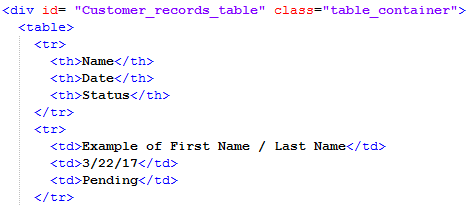 <div id= "Customer_records_table" class="table_container">
<table>
<tr>
<th>Name</th>
<th>Date</th>
<th>Status</th>
</tr>
<tr>
<td>Example of First Name / Last Name</td>
<td>3/22/17</td>
<td>Pending</td>
</tr>